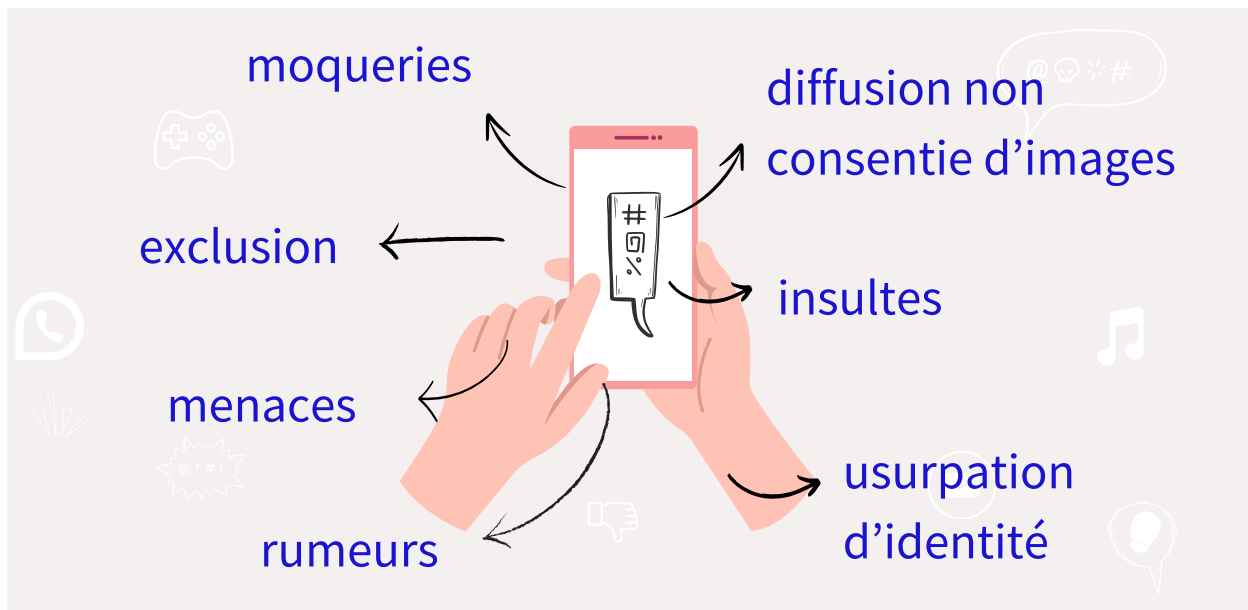 moqueries
diffusion non
consentie d’images
exclusion
insultes
menaces
usurpation
d’identité
rumeurs
#
@
%
@ *#
@!#;